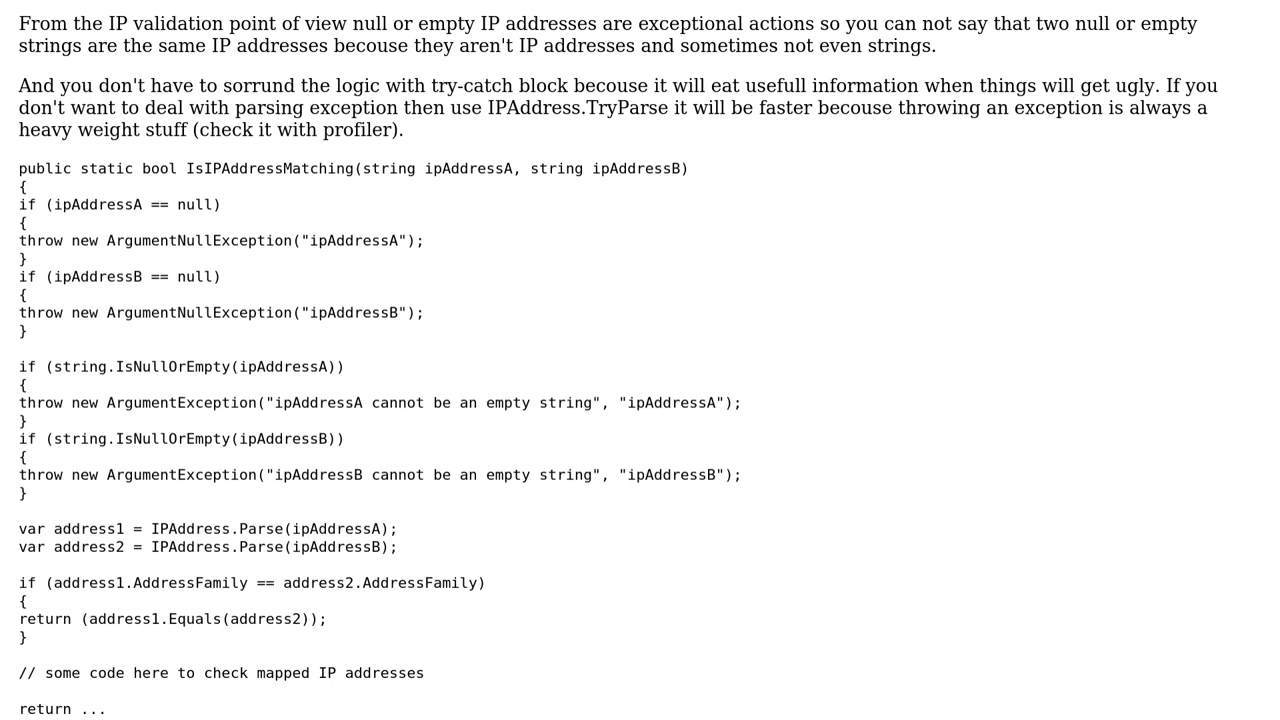 From the IP validation point of view null or empty IP addresses are exceptional actions so you can not say that two null or empty
strings are the same IP addresses becouse they aren't IP addresses and sometimes not even strings.
And you don't have to sorrund the logic with try-catch block becouse it will eat usefull information when things will get ugly. If you
don't want to deal with parsing exception then use IPAddress.TryParse it will be faster becouse throwing an exception is always a
heavy weight stuff (check it with profiler).
public static bool IsIPAddressMatching(string ipAddressA, string ipAddressB)
{
if (ipAddressA == null)
{
throw new ArgumentNullException("ipAddressA");
}
if (ipAddressB == null)
{
throw new ArgumentNullException("ipAddressB");
}
if (string.IsNullOrEmpty(ipAddressA))
{
throw new ArgumentException("ipAddressA cannot be an empty string", "ipAddressA");
}
if (string.IsNullOrEmpty(ipAddressB))
{
throw new ArgumentException("ipAddressB cannot be an empty string", "ipAddressB");
}
var address1 = IPAddress.Parse(ipAddressA);
var address2 = IPAddress.Parse(ipAddressB);
if (address1.AddressFamily == address2.AddressFamily)
{
return (address1.Equals(address2));
}
// some code here to check mapped IP addresses
return ...